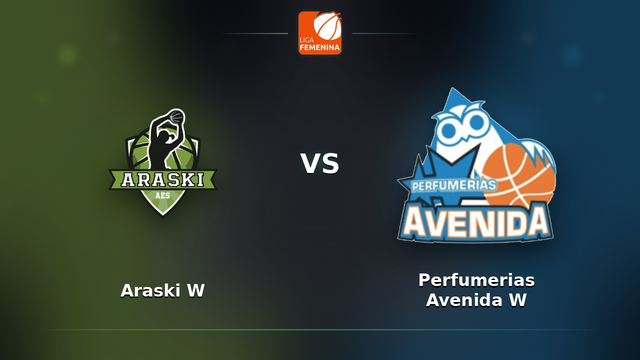 LIGA
FEMENINA
VS
ARASKI
AES
PERFUMERIAS
AVENIDA
Araski W
Perfumerias
Avenida W